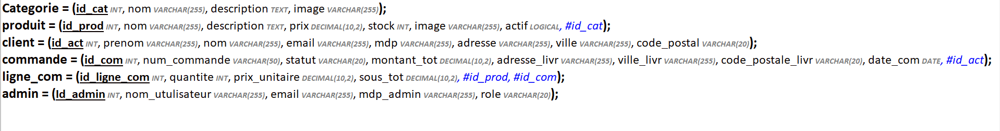 Categorie = (id_cat INT, nom VARCHAR(255), description TEXT, image VARCHAR(255));
produit = (id_prod INT, nom VARCHAR(255), description TEXT, prix DECIMAL(10,2), stock INT, image VARCHAR(255), actif LOGICAL, #id_cat);
client = (id_act INT, prenom VARCHAR(255), nom VARCHAR(255), email VARCHAR(255), mdp VARCHAR(255), adresse VARCHAR(255), ville VARCHAR(255), code_postal VARCHAR(20));
commande = (id_com INT, num_commande VARCHAR(50), statut VARCHAR(20), montant_tot DECIMAL(10,2), adresse_livr VARCHAR(255), ville_livr VARCHAR(255), code_postale_livr VARCHAR(20), date_com DATE, #id_act);
ligne_com = (id_ligne_com INT, quantite INT, prix_unitaire DECIMAL(10,2), sous_tot DECIMAL(10,2), #id_prod, #id_com);
admin = (Id_admin INT, nom_utulisateur VARCHAR(255), email VARCHAR(255), mdp_admin VARCHAR(255), role VARCHAR(20));